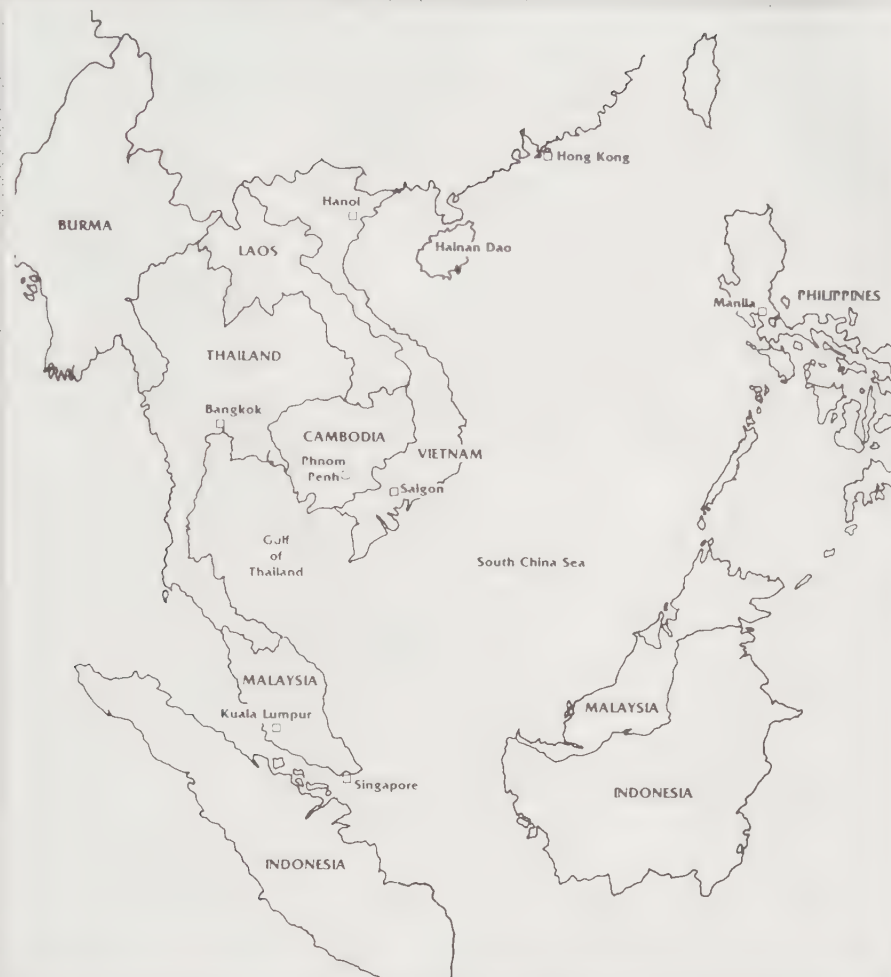 Hong Kong
Hanoi
BURMA
LAOS
Hainan Dao
PHILIPPINES
Manila
THAILAND
Bangkok
CAMBODIA
VIETNAM
Phnom
Penh
Saigon
Gulf
of
Thailand
South China Sea
MALAYSIA
MALAYSIA
Kuala Lumpur
Singapore
INDONESIA
INDONESIA